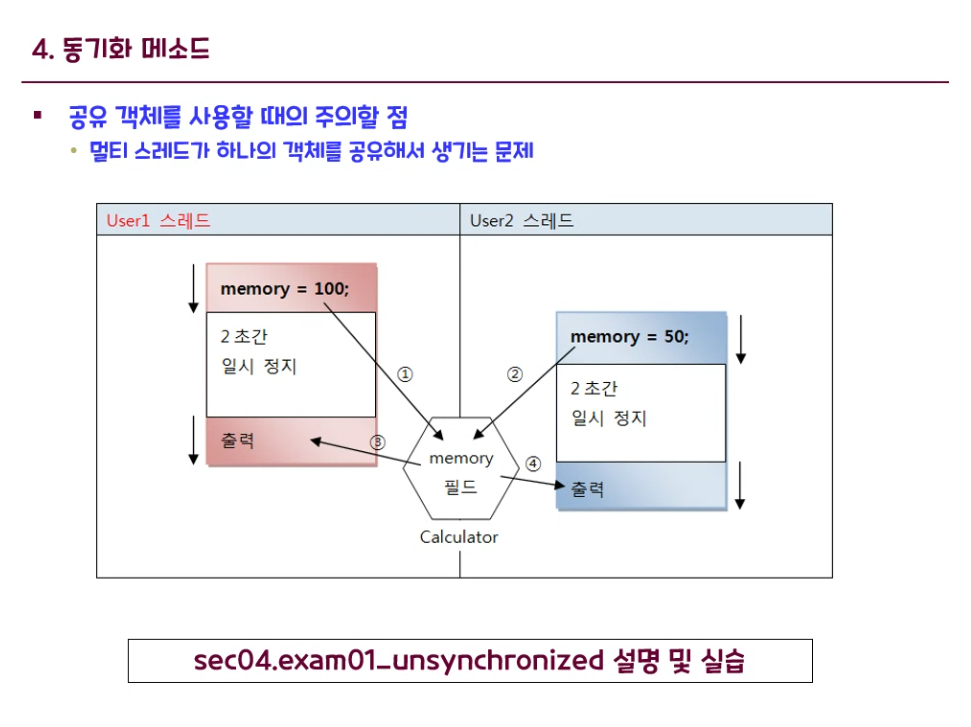 4. 동기화 메소드
공유 객체를 사용할 때의 주의할 점
멀티 스레드가 하나의 객체를 공유해서 생기는 문제
User1 스레드
User2 스레드
memory = 100;
2 초간
일시 정지
출력
memory = 50;
2 초간
일시 정지
출력
①
②
③
④
memory
필드
Calculator
sec04.exam01_unsynchronized 설명 및 실습